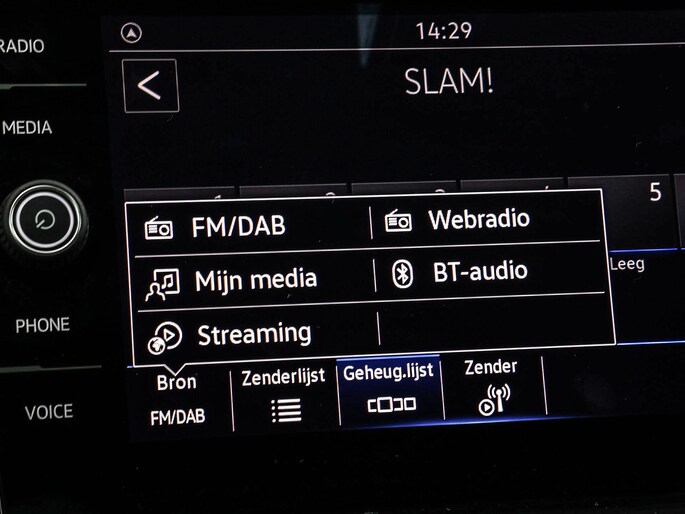 RADIO
14:29
SLAM!
MEDIA
5
FM/DAB
Webradio
Mijn media
BT-audio
Leeg
Streaming
PHONE
Bron
Zenderlijst
Geheug.lijst
Zender
FM/DAB
VOICE